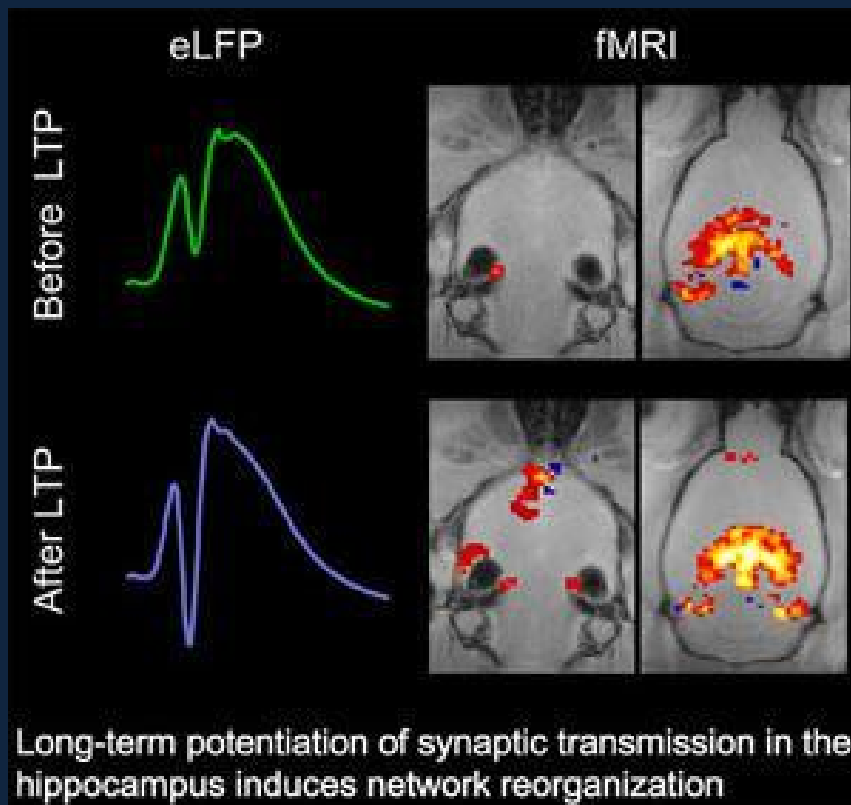 eLFP
fMRI
Before LTP
After LTP
Long-term potentiation of synaptic transmission in the
hippocampus induces network reorganization